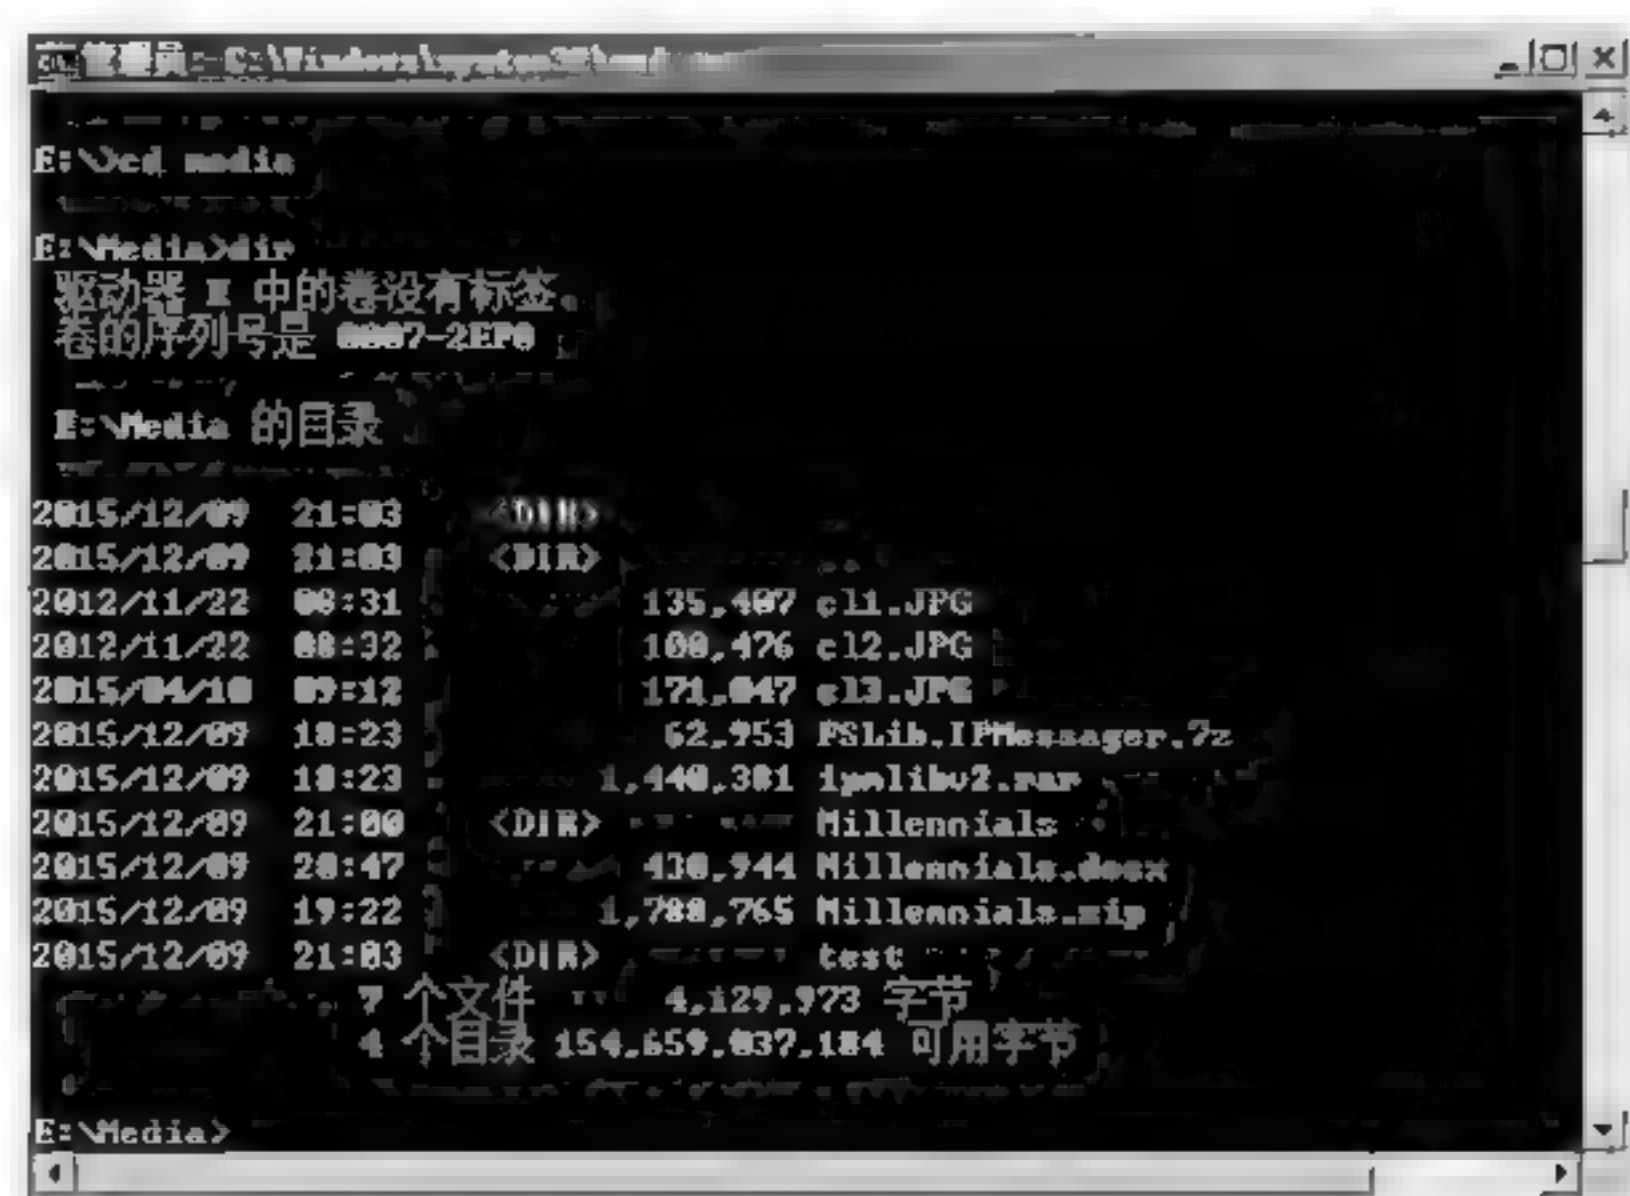 管理员: C:\Windows\system32\cmd
E:\>cd media
E:\Media>dir
驱动器 E 中的卷没有标签。
卷的序列号是
E:\Media 的目录
2015/12/09 21:03 <DIR> .
2015/12/09 21:03 <DIR> ..
2012/11/22 08:31 135,407 cl1.JPG
2012/11/22 08:32 100,476 cl2.JPG
2015/04/10 09:12 171,047 cl3.JPG
2015/12/09 18:23 62,953 FSLib.IPMessager.7z
2015/12/09 18:23 1,440,381 ipmlibv2.rar
2015/12/09 21:00 <DIR> Millennials
2015/12/09 20:47 430,944 Millennials.docx
2015/12/09 19:22 1,788,765 Millennials.zip
2015/12/09 21:03 <DIR> test
7 个文件 4,129,973 字节
4 个目录 154,659,037,184 可用字节
E:\Media>